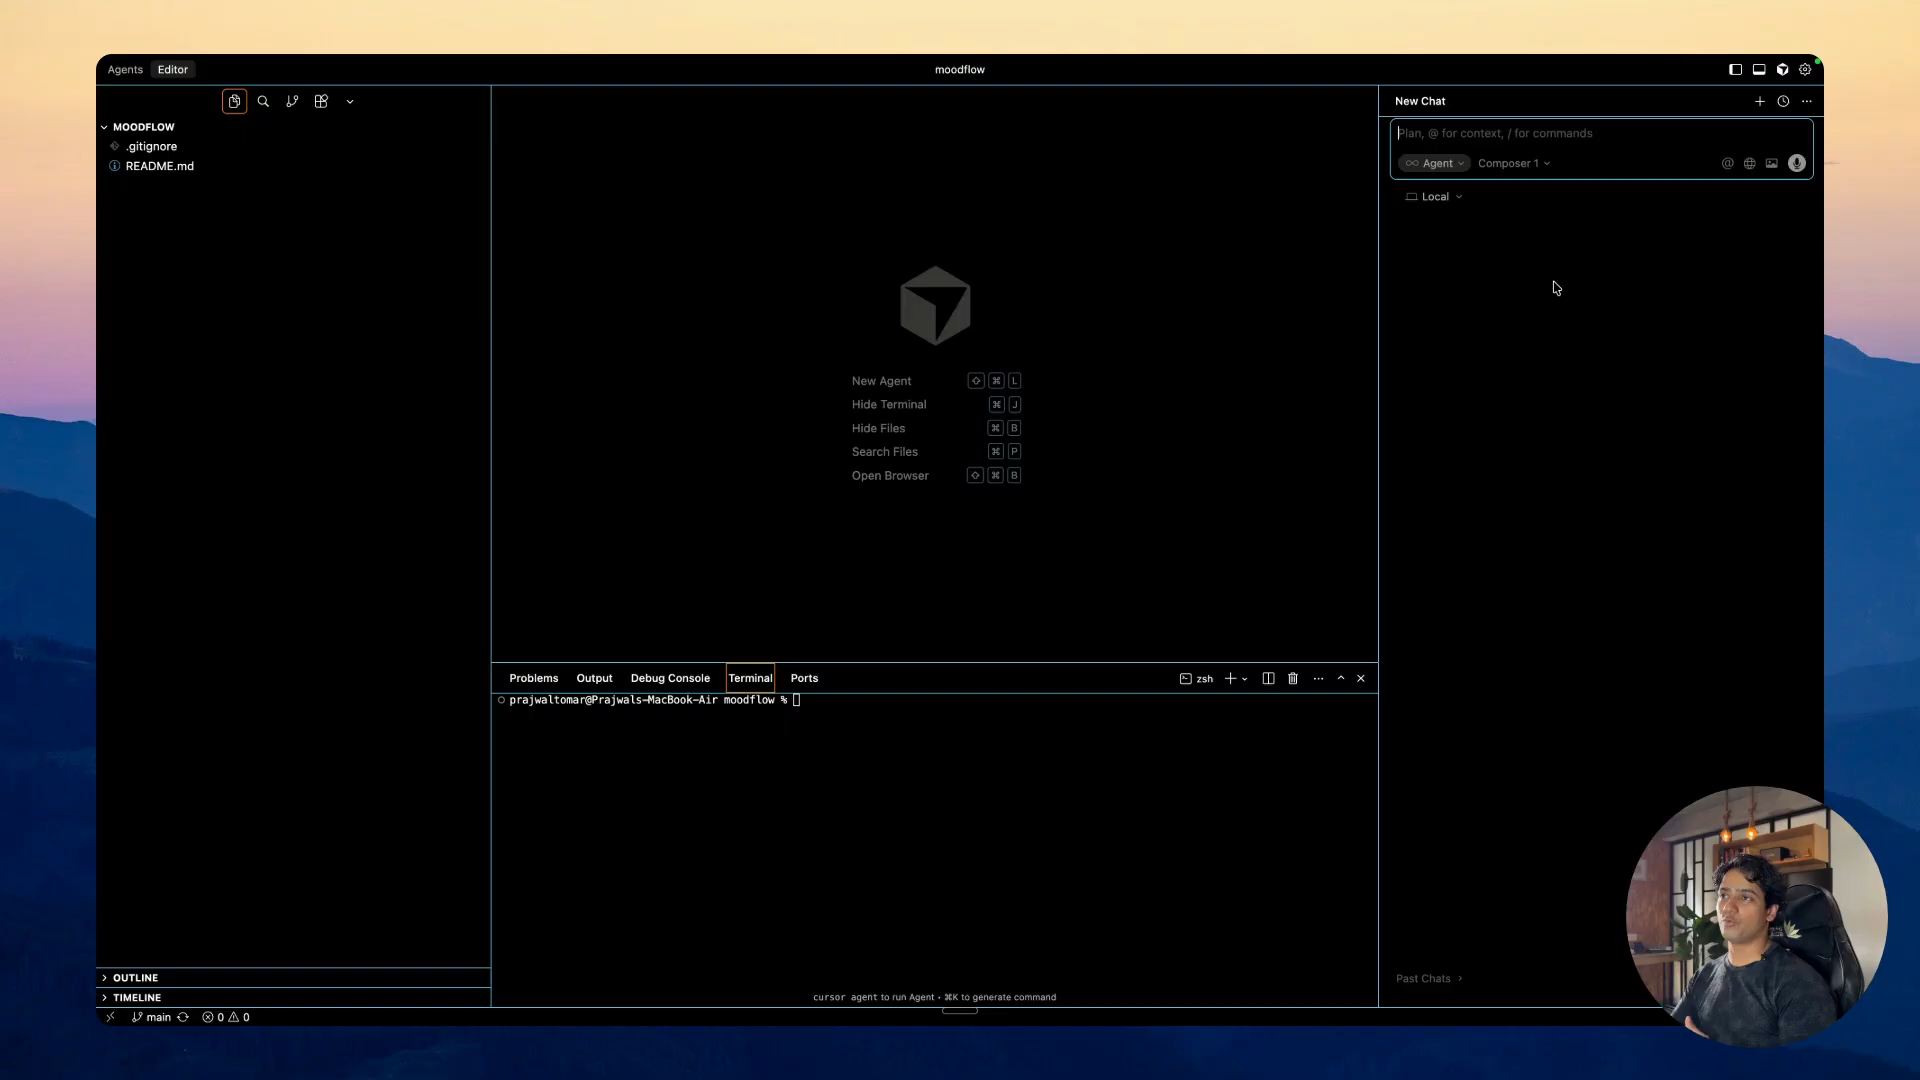 Agents Editor moodflow
MOODFLOW
.gitignore
README.md
OUTLINE
TIMELINE
main 0 0
New Agent ⇧ ⌘ L
Hide Terminal ⌘ J
Hide Files ⌘ B
Search Files ⌘ P
Open Browser ⇧ ⌘ B
Problems Output Debug Console Terminal Ports zsh
prajwaltomar@Prajwals-MacBook-Air moodflow %
cursor agent to run Agent • ⌘K to generate command
New Chat
Plan, @ for context, / for commands
Agent Composer 1
Local
Past Chats